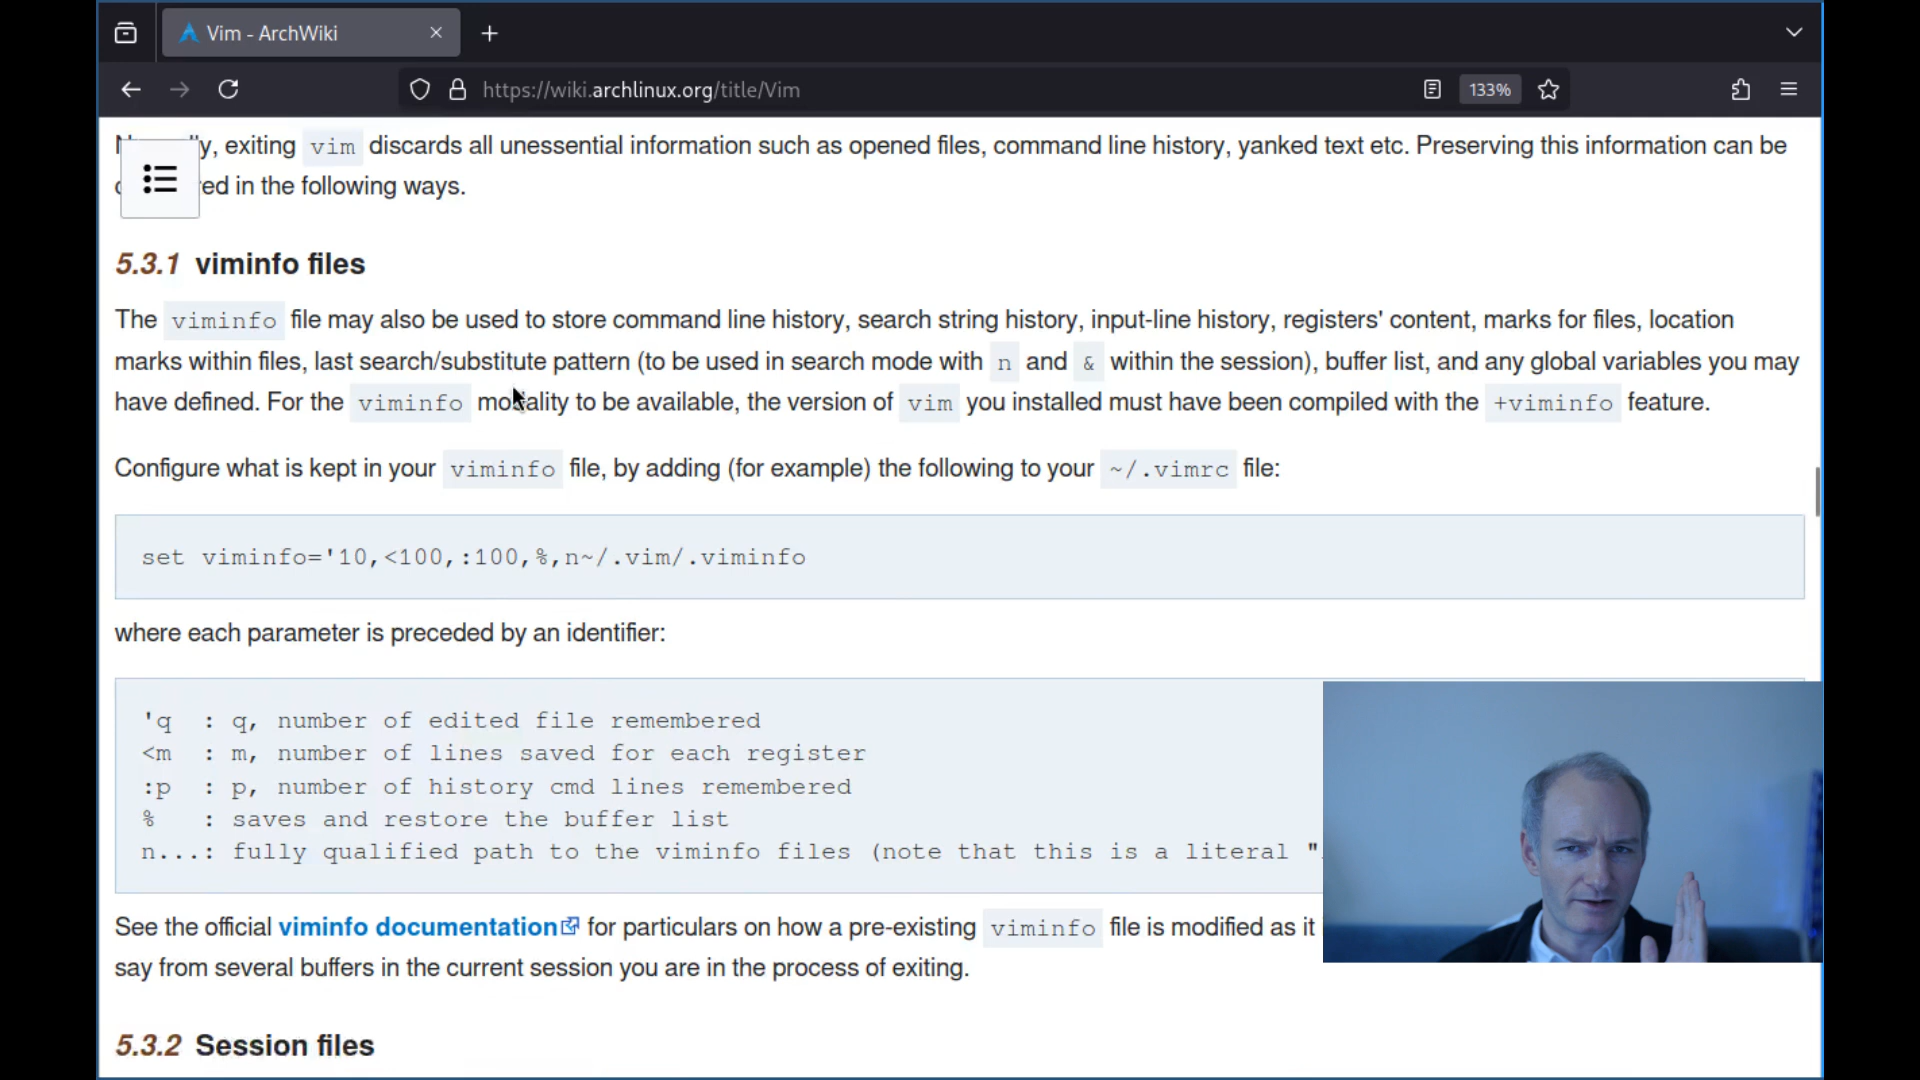 Vim - ArchWiki
https://wiki.archlinux.org/title/Vim
133%
exiting vim discards all unessential information such as opened files, command line history, yanked text etc. Preserving this information can be
in the following ways.
5.3.1 viminfo files
The viminfo file may also be used to store command line history, search string history, input-line history, registers' content, marks for files, location
marks within files, last search/substitute pattern (to be used in search mode with n and & within the session), buffer list, and any global variables you may
have defined. For the viminfo modality to be available, the version of vim you installed must have been compiled with the +viminfo feature.
Configure what is kept in your viminfo file, by adding (for example) the following to your ~/.vimrc file:
set viminfo='10,<100,:100,%,n~/.vim/.viminfo
where each parameter is preceded by an identifier:
'q : q, number of edited file remembered
<m : m, number of lines saved for each register
:p : p, number of history cmd lines remembered
% : saves and restore the buffer list
n...: fully qualified path to the viminfo files (note that this is a literal "
See the official viminfo documentation for particulars on how a pre-existing viminfo file is modified as it
say from several buffers in the current session you are in the process of exiting.
5.3.2 Session files